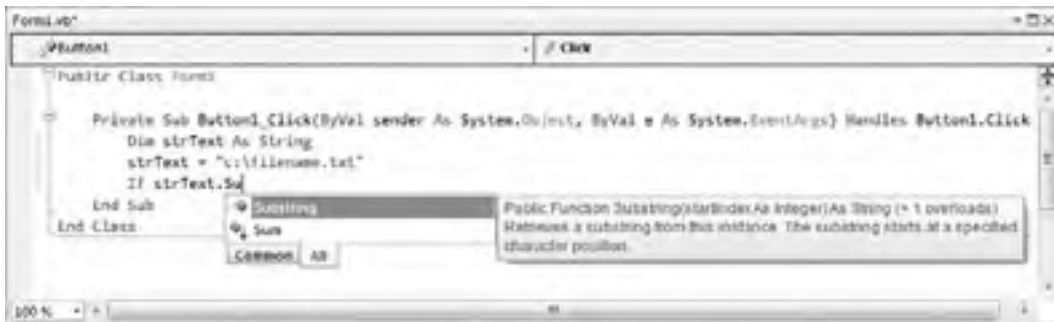 Form1.vb*
Button1
Click
Public Class Form1
Private Sub Button1_Click(ByVal sender As System.Object, ByVal e As System.EventArgs) Handles Button1.Click
Dim strText As String
strText = "c:\filename.txt"
If strText.Su
End Sub
End Class
Substring
Sum
Common All
Public Function Substring(startIndex As Integer) As String (+ 1 overloads)
Retrieves a substring from this instance. The substring starts at a specified
character position.
100 %